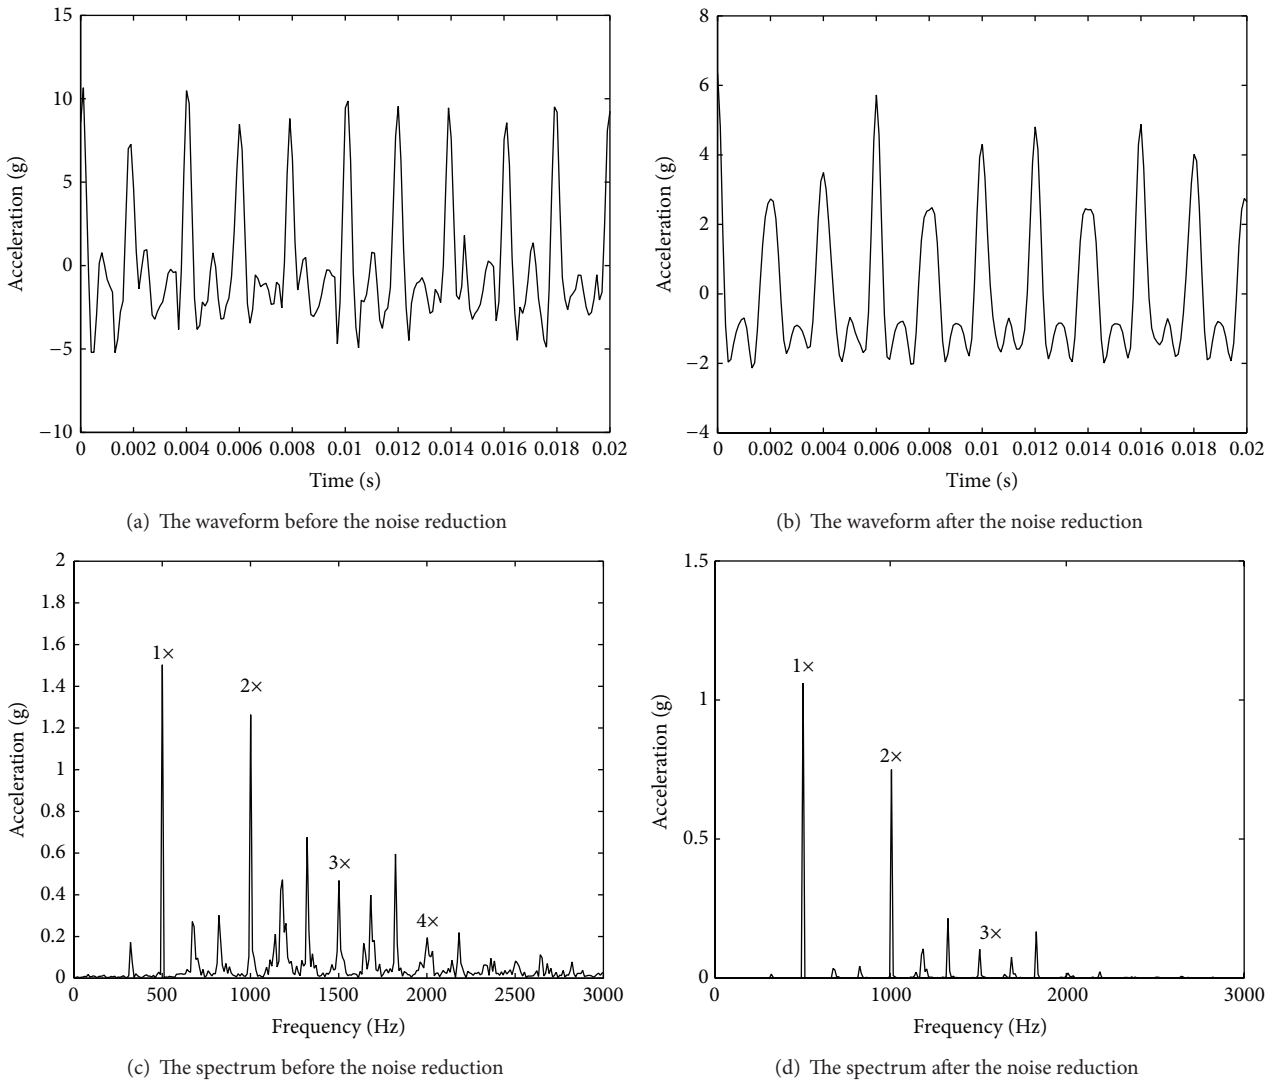 15
10
5
0
−5
−10
Acceleration (g)
0 0.002 0.004 0.006 0.008 0.01 0.012 0.014 0.016 0.018 0.02
Time (s)
(a) The waveform before the noise reduction
8
6
4
2
0
−2
−4
Acceleration (g)
0 0.002 0.004 0.006 0.008 0.01 0.012 0.014 0.016 0.018 0.02
Time (s)
(b) The waveform after the noise reduction
2
1.8
1.6
1.4
1.2
1
0.8
0.6
0.4
0.2
0
Acceleration (g)
1×
2×
3×
4×
0 500 1000 1500 2000 2500 3000
Frequency (Hz)
(c) The spectrum before the noise reduction
1.5
1
0.5
0
Acceleration (g)
1×
2×
3×
0 1000 2000 3000
Frequency (Hz)
(d) The spectrum after the noise reduction